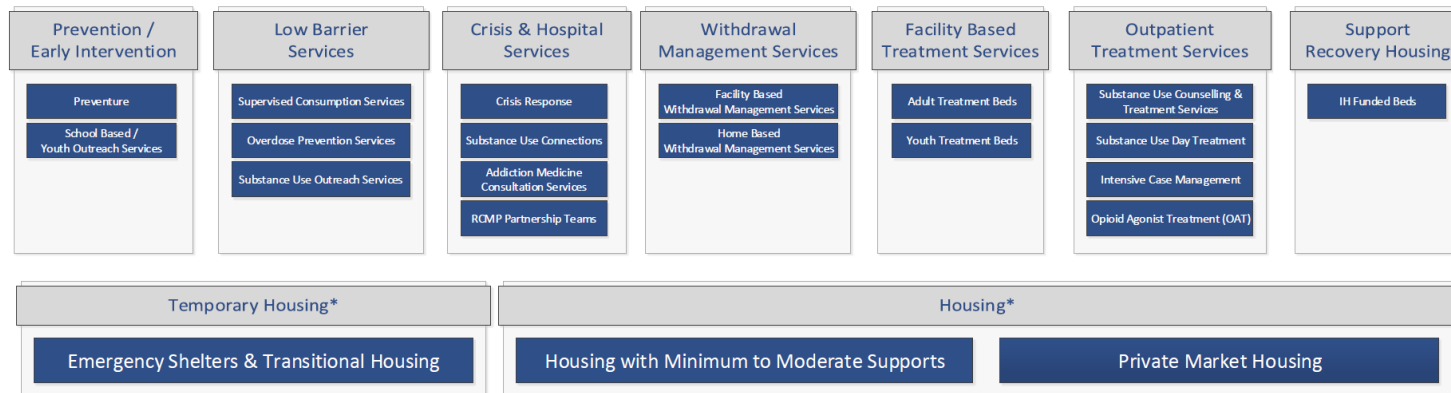 Prevention /
Early Intervention
Preventure
School Based /
Youth Outreach Services
Low Barrier
Services
Supervised Consumption Services
Overdose Prevention Services
Substance Use Outreach Services
Crisis & Hospital
Services
Crisis Response
Substance Use Connections
Addiction Medicine
Consultation Services
RCMP Partnership Teams
Withdrawal
Management Services
Facility Based
Withdrawal Management Services
Home Based
Withdrawal Management Services
Facility Based
Treatment Services
Adult Treatment Beds
Youth Treatment Beds
Outpatient
Treatment Services
Substance Use Counselling &
Treatment Services
Substance Use Day Treatment
Intensive Case Management
Opioid Agonist Treatment (OAT)
Support
Recovery Housing
IH Funded Beds
Temporary Housing*
Emergency Shelters & Transitional Housing
Housing*
Housing with Minimum to Moderate Supports
Private Market Housing